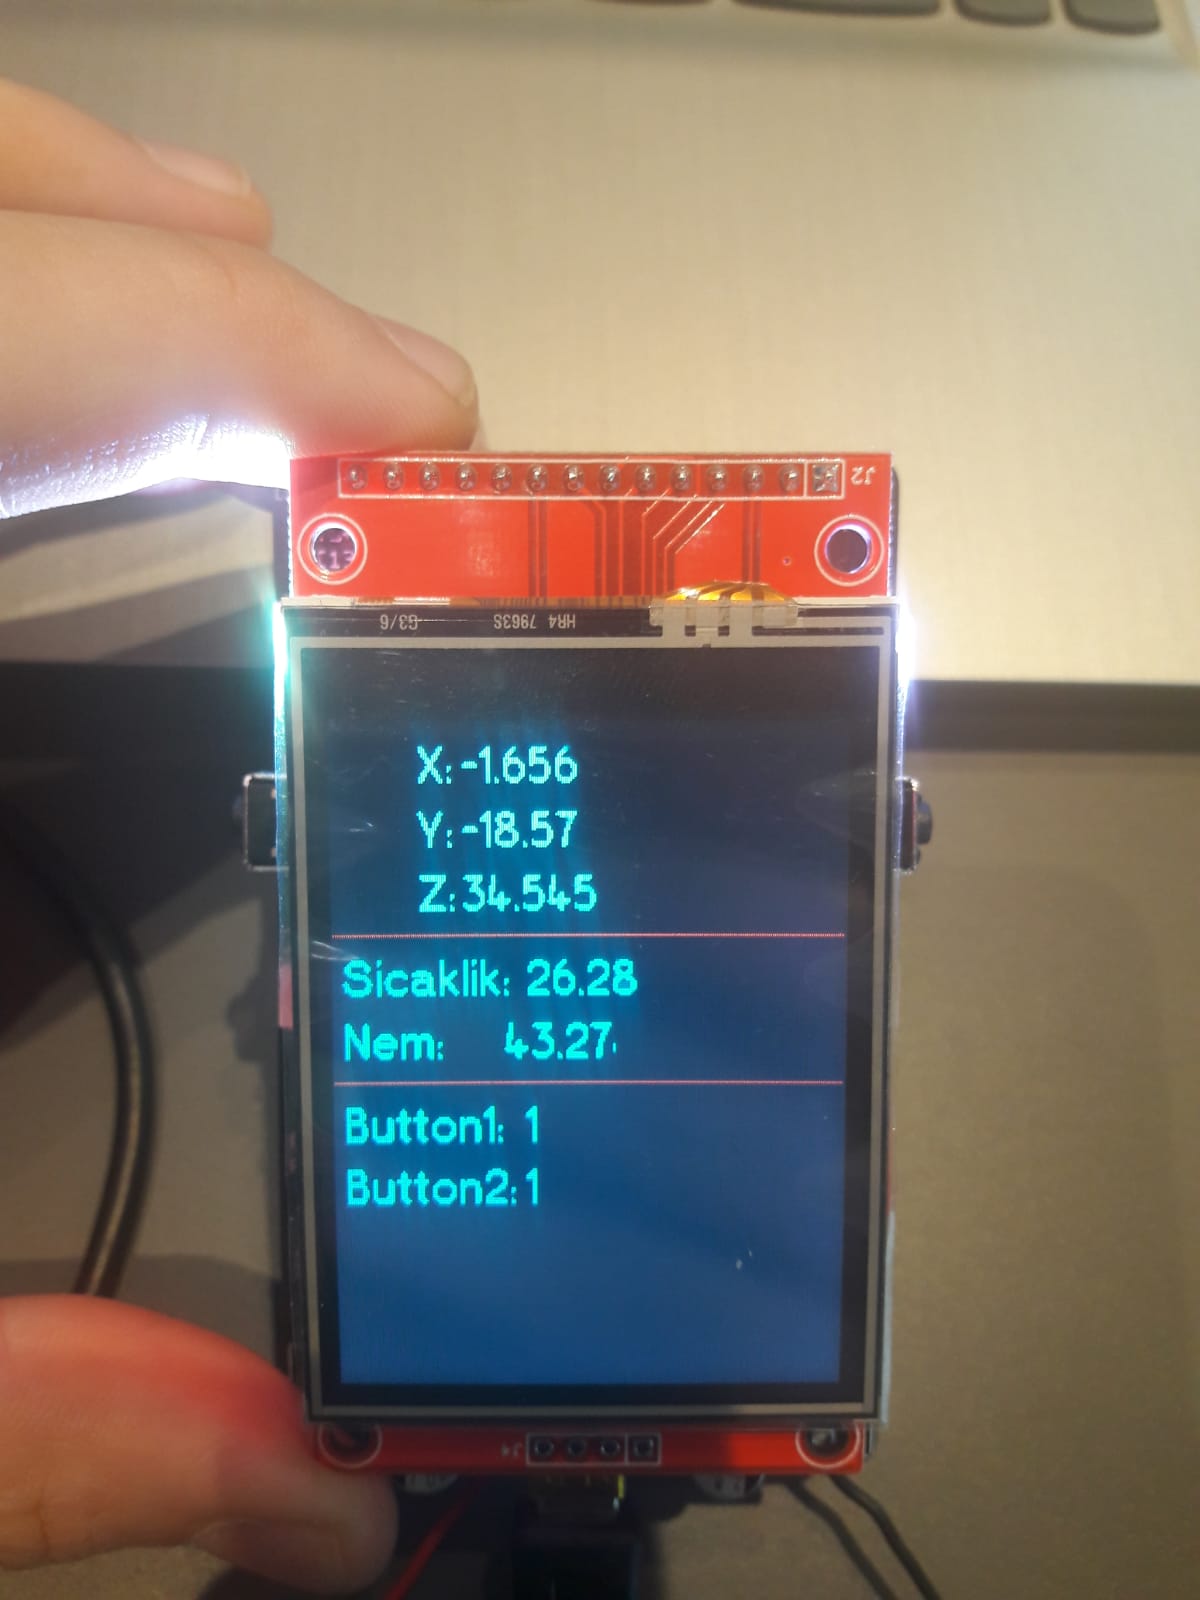 J2
G3/6 HR4 7963S
X: -1.656
Y: -18.57
Z: 34.545
Sicaklik: 26.28
Nem: 43.27
Button1: 1
Button2: 1
J4